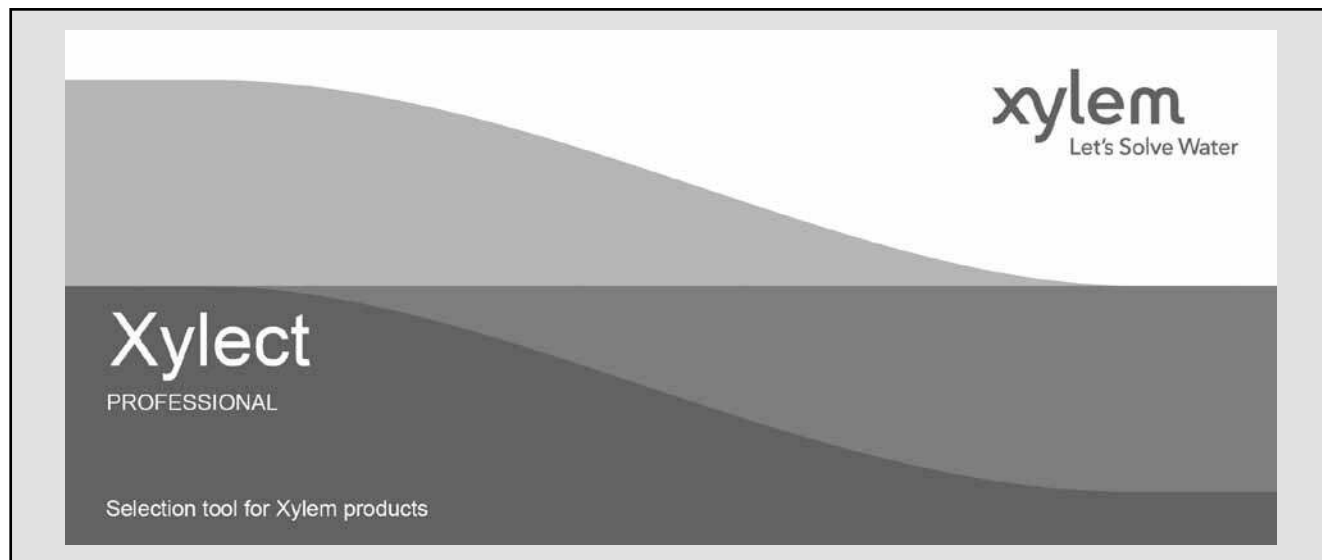 xylem
Let's Solve Water
Xylect
PROFESSIONAL
Selection tool for Xylem products